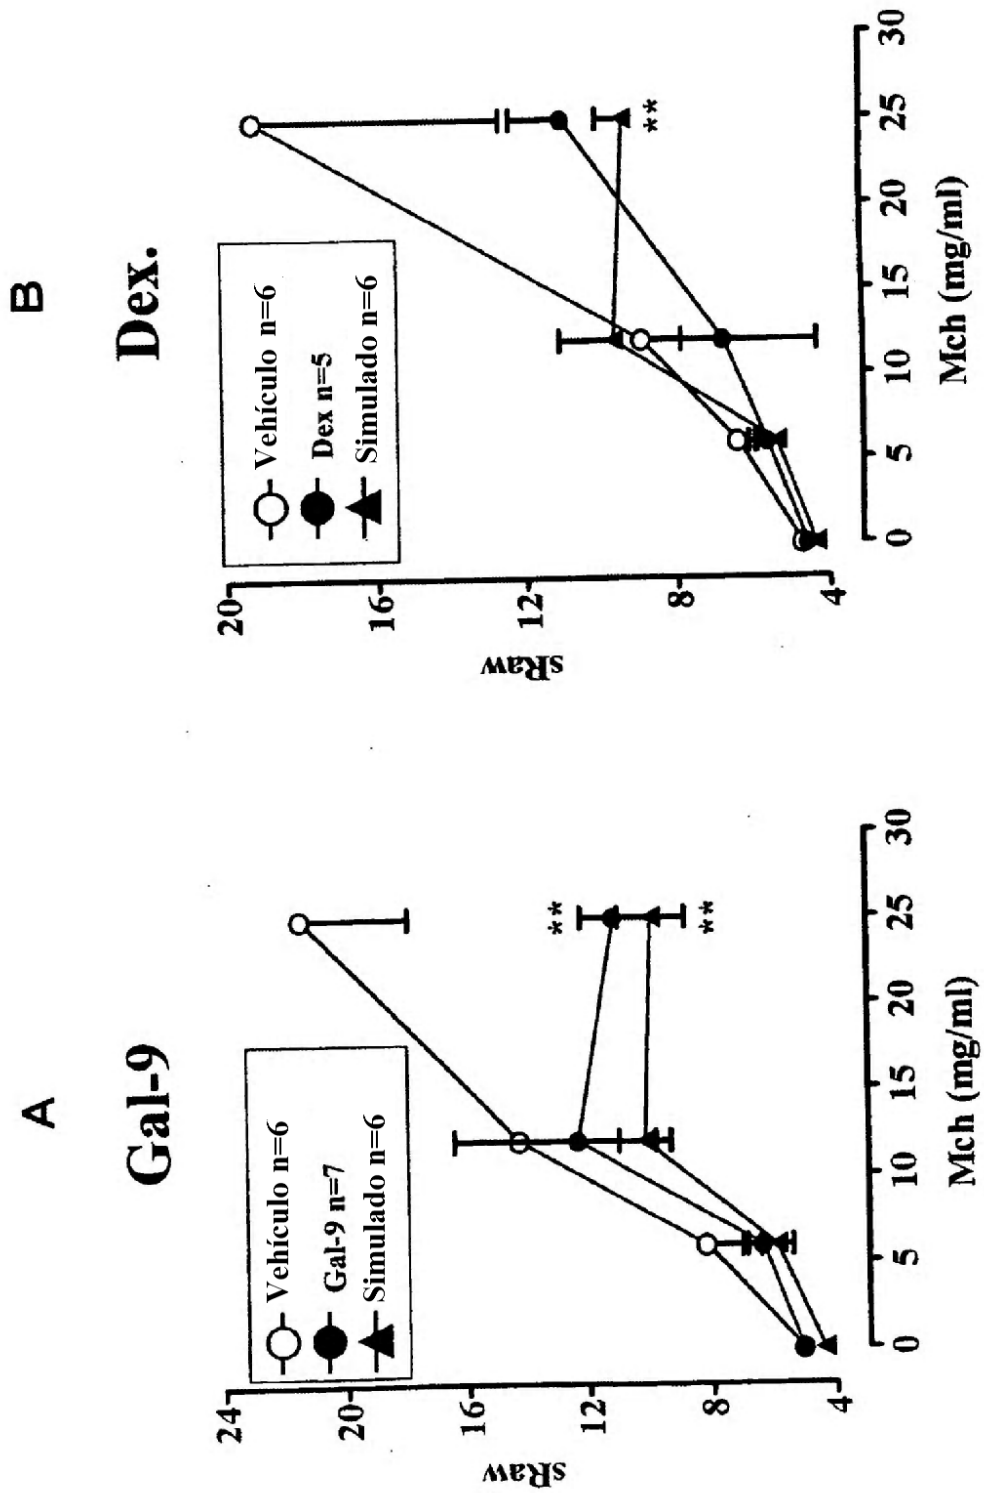 A
Gal-9
Vehículo n=6
Gal-9 n=7
Simulado n=6
sRaw
24
20
16
12
8
4
**
**
0
5
10
15
20
25
30
Mch (mg/ml)
B
Dex.
Vehículo n=6
Dex n=5
Simulado n=6
sRaw
20
16
12
8
4
**
0
5
10
15
20
25
30
Mch (mg/ml)